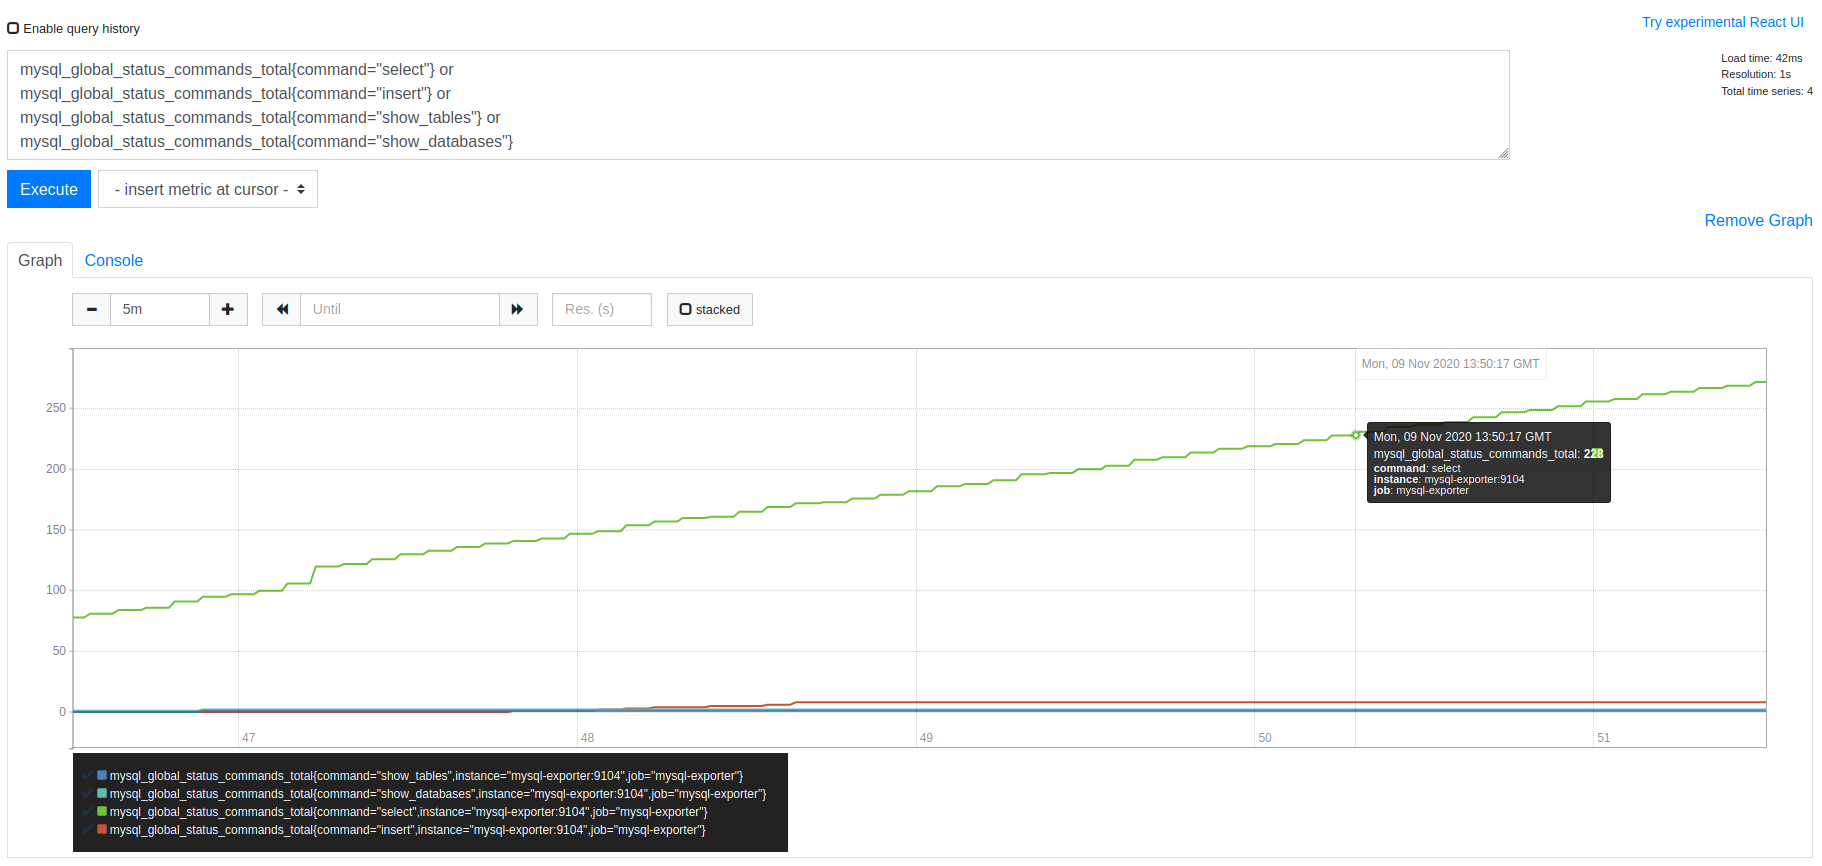 Enable query history
Try experimental React UI
mysql_global_status_commands_total{command="select"} or
mysql_global_status_commands_total{command="insert"} or
mysql_global_status_commands_total{command="show_tables"} or
mysql_global_status_commands_total{command="show_databases"}
Load time: 42ms
Resolution: 1s
Total time series: 4
Execute
- insert metric at cursor -
Remove Graph
Graph
Console
5m
Until
Res. (s)
stacked
Mon, 09 Nov 2020 13:50:17 GMT
250
200
150
100
50
0
Mon, 09 Nov 2020 13:50:17 GMT
mysql_global_status_commands_total: 228
command: select
instance: mysql-exporter:9104
job: mysql-exporter
47
48
49
50
51
mysql_global_status_commands_total{command="show_tables",instance="mysql-exporter:9104",job="mysql-exporter"}
mysql_global_status_commands_total{command="show_databases",instance="mysql-exporter:9104",job="mysql-exporter"}
mysql_global_status_commands_total{command="select",instance="mysql-exporter:9104",job="mysql-exporter"}
mysql_global_status_commands_total{command="insert",instance="mysql-exporter:9104",job="mysql-exporter"}